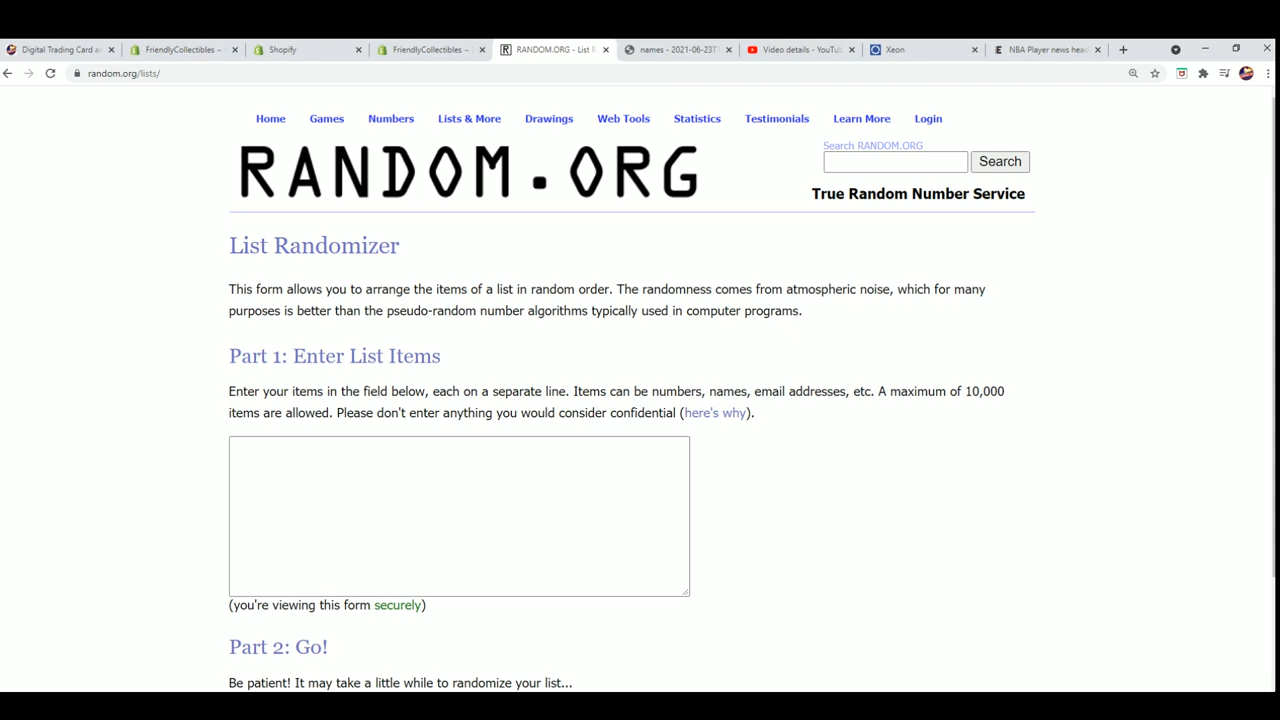 Digital Trading Card a
FriendlyCollectibles –
Shopify
FriendlyCollectibles –
RANDOM.ORG - List R
names - 2021-06-23T
Video details - YouTu
Xeon
NBA Player news hea
random.org/lists/
Home Games Numbers Lists & More Drawings Web Tools Statistics Testimonials Learn More Login
RANDOM.ORG
Search RANDOM.ORG
Search
True Random Number Service
List Randomizer
This form allows you to arrange the items of a list in random order. The randomness comes from atmospheric noise, which for many
purposes is better than the pseudo-random number algorithms typically used in computer programs.
Part 1: Enter List Items
Enter your items in the field below, each on a separate line. Items can be numbers, names, email addresses, etc. A maximum of 10,000
items are allowed. Please don't enter anything you would consider confidential (here's why).
(you're viewing this form securely)
Part 2: Go!
Be patient! It may take a little while to randomize your list...